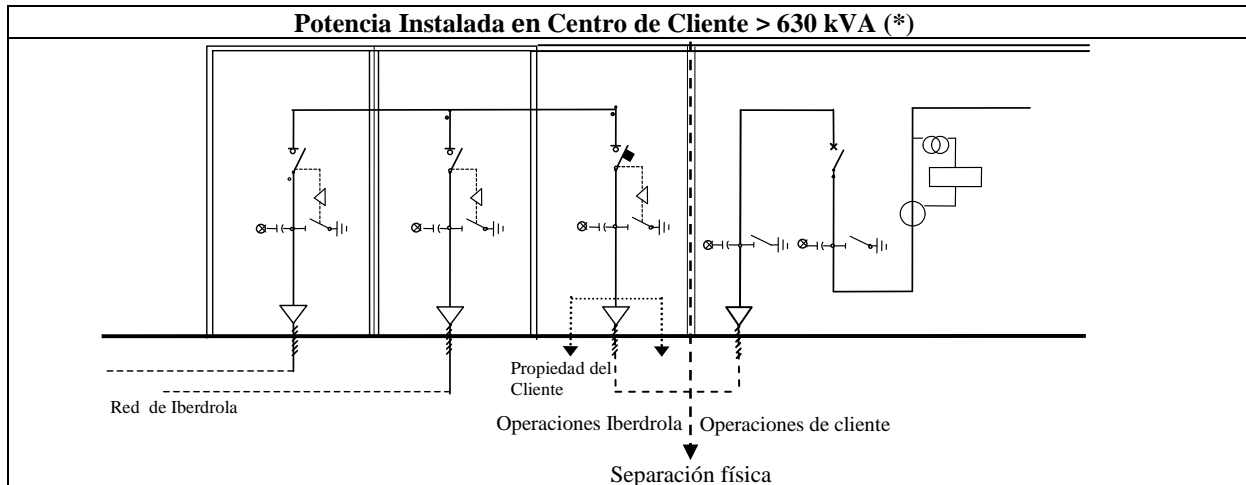 Potencia Instalada en Centro de Cliente > 630 kVA (*)
Propiedad del
Cliente
Red de Iberdrola
Operaciones Iberdrola
Operaciones de cliente
Separación física